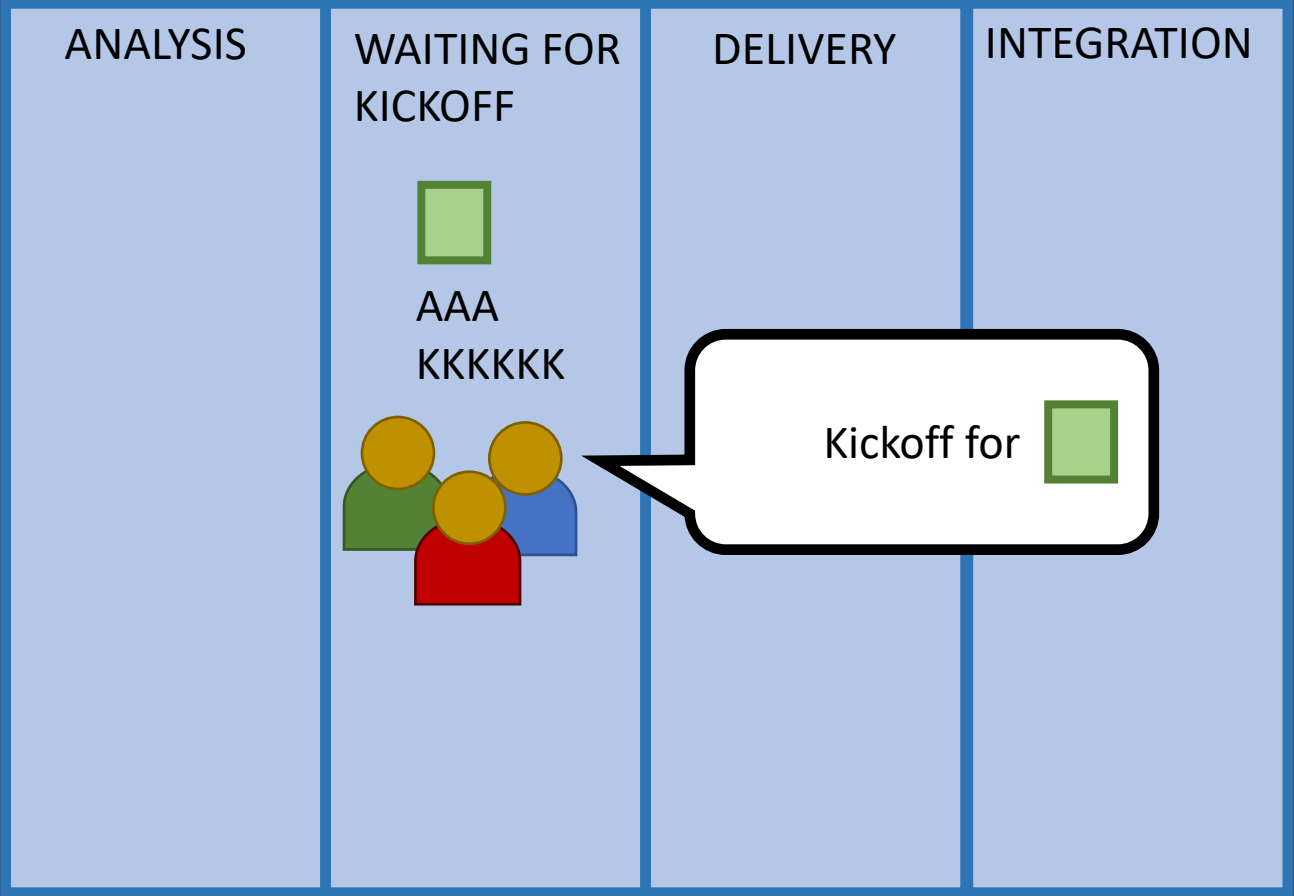 ANALYSIS
WAITING FOR
KICKOFF
DELIVERY
INTEGRATION
AAA
KKKKKK
Kickoff for